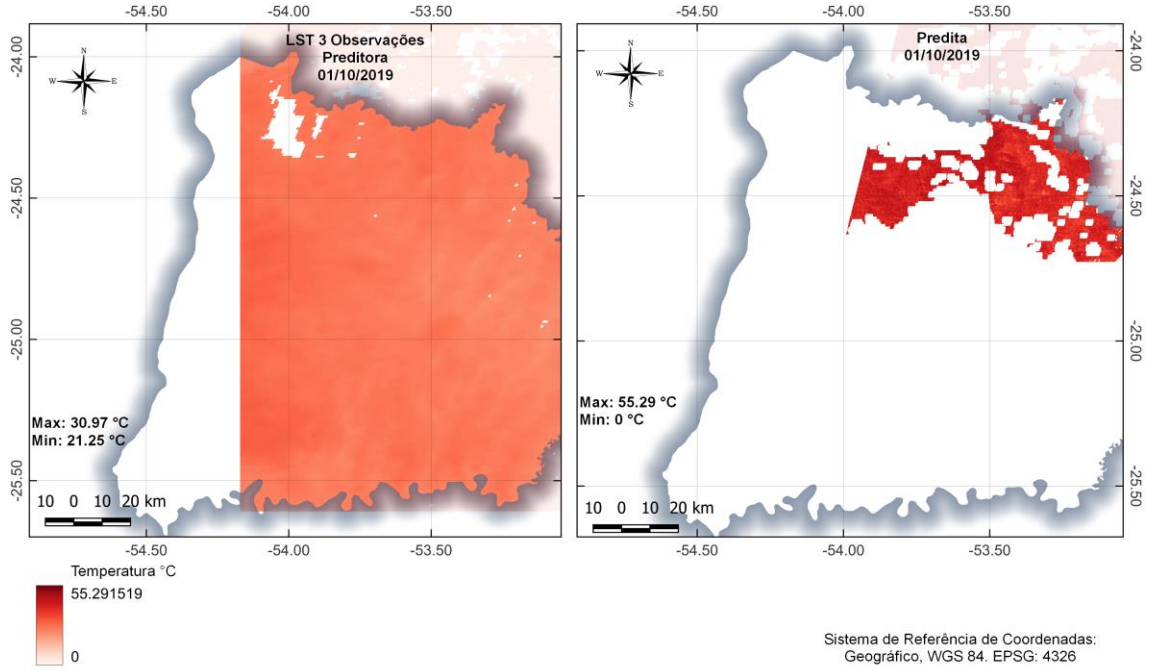 -54.50 -54.00 -53.50
-54.50 -54.00 -53.50
LST 3 Observações
Preditora
01/10/2019
Predita
01/10/2019
N
W E
S
N
W E
S
-24.00
-24.50
-25.00
-25.50
-24.00
-24.50
-25.00
-25.50
Max: 30.97 °C
Min: 21.25 °C
Max: 55.29 °C
Min: 0 °C
10 0 10 20 km
10 0 10 20 km
-54.50 -54.00 -53.50
-54.50 -54.00 -53.50
Temperatura °C
55.291519
0
Sistema de Referência de Coordenadas:
Geográfico, WGS 84. EPSG: 4326